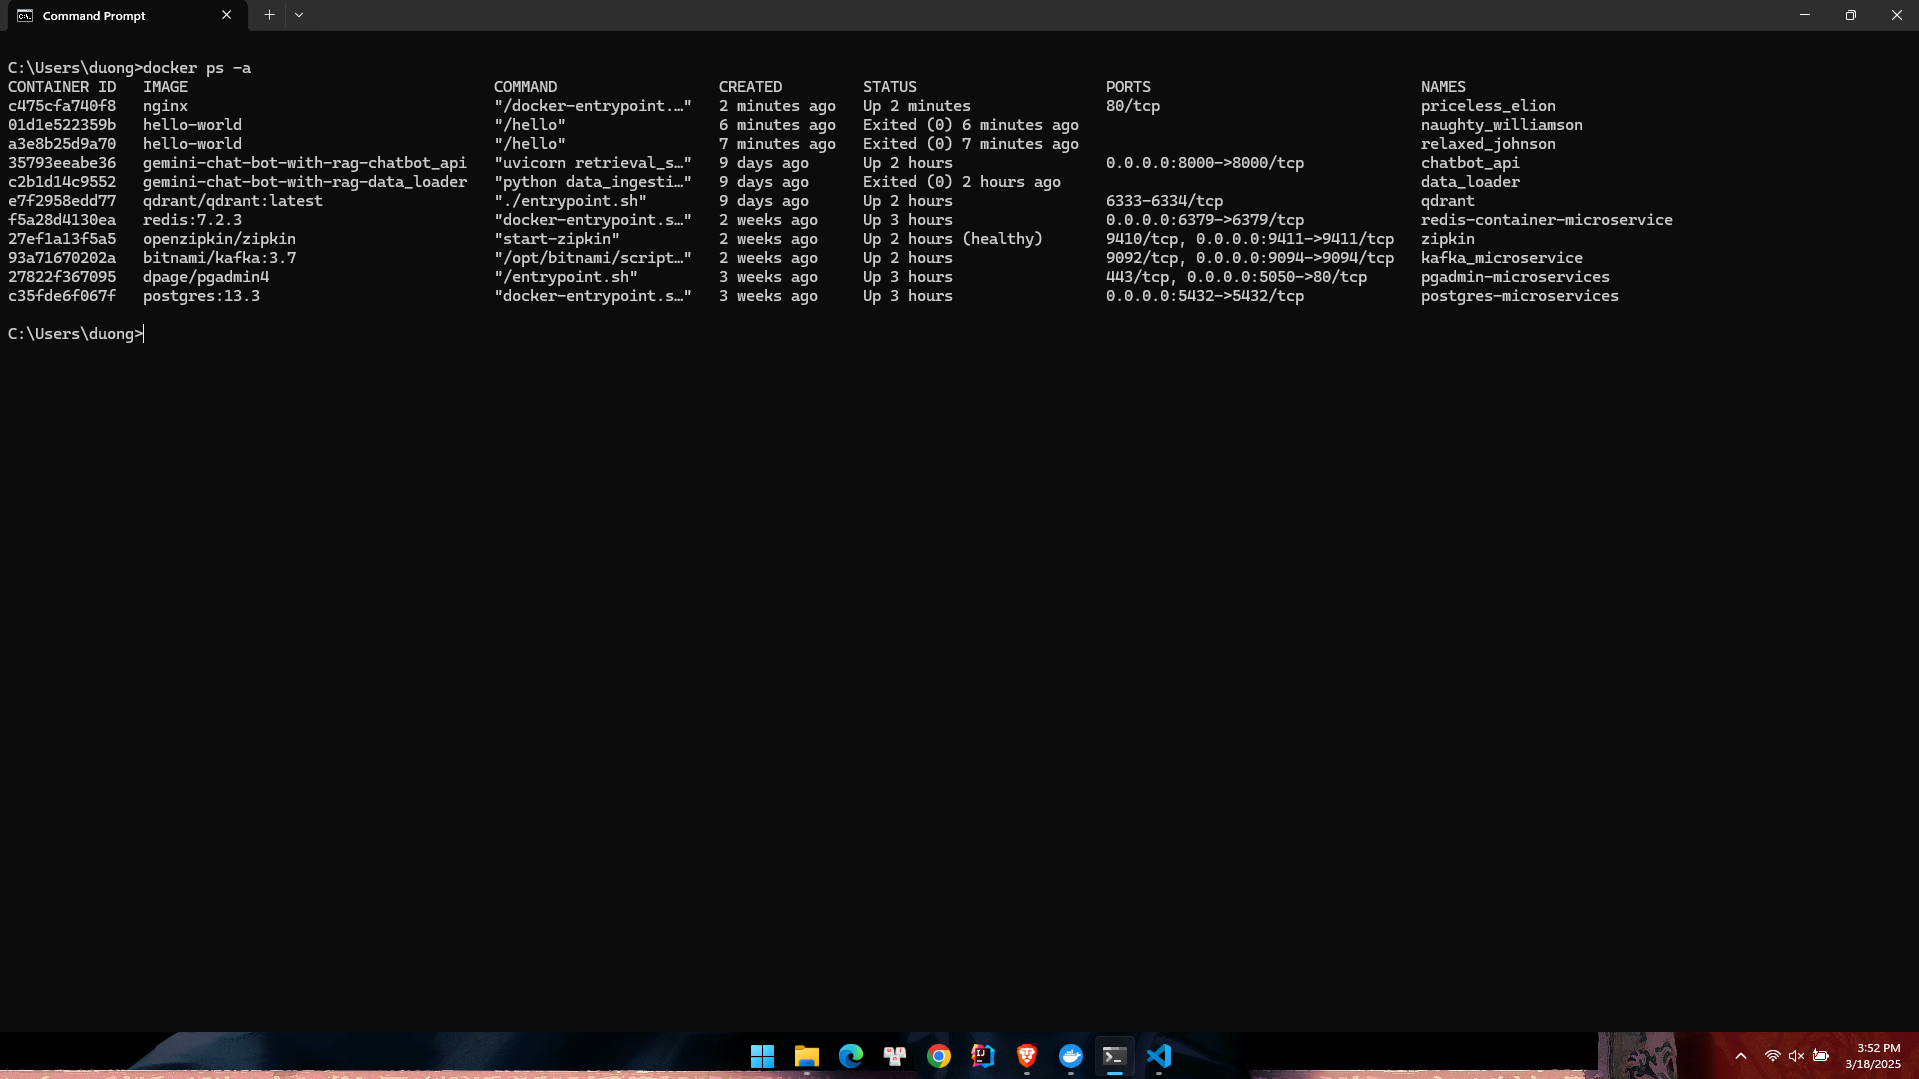 Command Prompt
C:\Users\duong>docker ps -a
CONTAINER ID   IMAGE                                  COMMAND                  CREATED         STATUS                     PORTS                              NAMES
c475cfa740f8   nginx                                  "/docker-entrypoint.…"   2 minutes ago   Up 2 minutes               80/tcp                             priceless_elion
01d1e522359b   hello-world                            "/hello"                 6 minutes ago   Exited (0) 6 minutes ago                                      naughty_williamson
a3e8b25d9a70   hello-world                            "/hello"                 7 minutes ago   Exited (0) 7 minutes ago                                      relaxed_johnson
35793eeabe36   gemini-chat-bot-with-rag-chatbot_api   "uvicorn retrieval_s…"   9 days ago      Up 2 hours                 0.0.0.0:8000->8000/tcp             chatbot_api
c2b1d14c9552   gemini-chat-bot-with-rag-data_loader   "python data_ingesti…"   9 days ago      Exited (0) 2 hours ago                                        data_loader
e7f2958edd77   qdrant/qdrant:latest                   "./entrypoint.sh"        9 days ago      Up 2 hours                 6333-6334/tcp                      qdrant
f5a28d4130ea   redis:7.2.3                            "docker-entrypoint.s…"   2 weeks ago     Up 3 hours                 0.0.0.0:6379->6379/tcp             redis-container-microservice
27ef1a13f5a5   openzipkin/zipkin                      "start-zipkin"           2 weeks ago     Up 2 hours (healthy)       9410/tcp, 0.0.0.0:9411->9411/tcp   zipkin
93a71670202a   bitnami/kafka:3.7                      "/opt/bitnami/script…"   2 weeks ago     Up 2 hours                 9092/tcp, 0.0.0.0:9094->9094/tcp   kafka_microservice
27822f367095   dpage/pgadmin4                         "/entrypoint.sh"         3 weeks ago     Up 3 hours                 443/tcp, 0.0.0.0:5050->80/tcp      pgadmin-microservices
c35fde6f067f   postgres:13.3                          "docker-entrypoint.s…"   3 weeks ago     Up 3 hours                 0.0.0.0:5432->5432/tcp             postgres-microservices
C:\Users\duong>
3:52 PM
3/18/2025